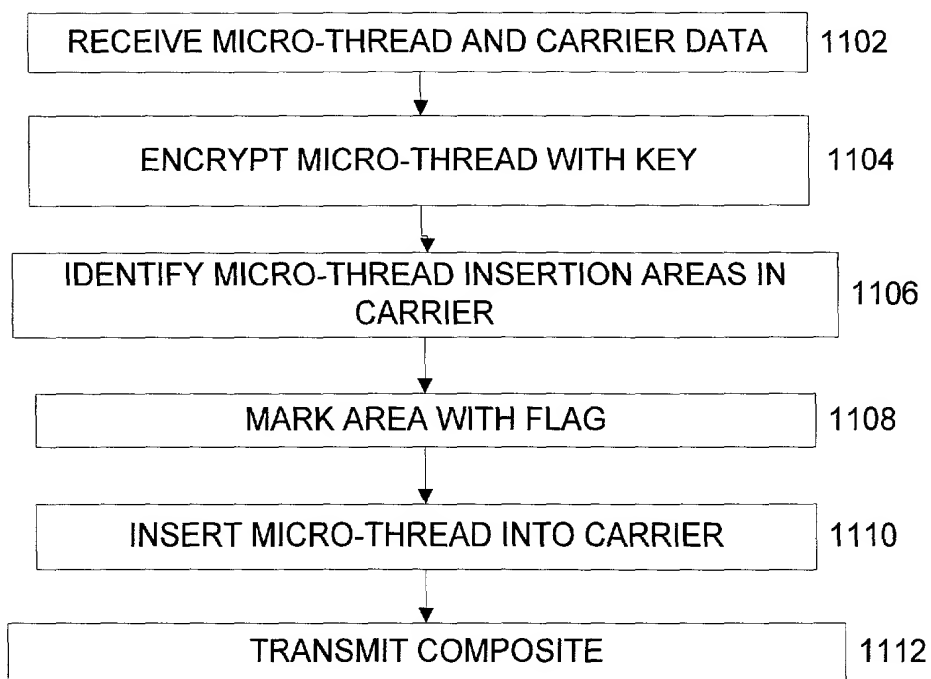 RECEIVE MICRO-THREAD AND CARRIER DATA 1102
ENCRYPT MICRO-THREAD WITH KEY 1104
IDENTIFY MICRO-THREAD INSERTION AREAS IN
CARRIER 1106
MARK AREA WITH FLAG 1108
INSERT MICRO-THREAD INTO CARRIER 1110
TRANSMIT COMPOSITE 1112